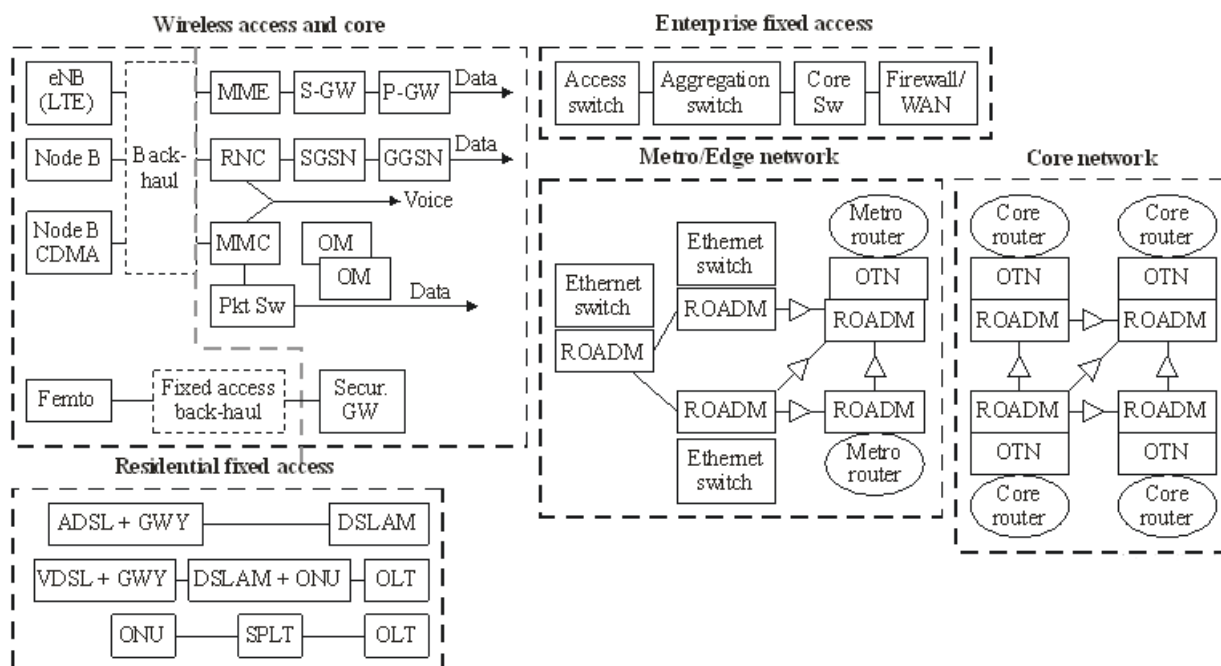 Wireless access and core
eNB
(LTE)
Back-
haul
MME
S-GW
P-GW
Data
Node B
RNC
SGSN
GGSN
Data
Voice
Node B
CDMA
MMC
OM
OM
Pkt Sw
Data
Femto
Fixed access
back-haul
Secur.
GW
Residential fixed access
ADSL + GWY
DSLAM
VDSL + GWY
DSLAM + ONU
OLT
ONU
SPLT
OLT
Enterprise fixed access
Access
switch
Aggregation
switch
Core
Sw
Firewall/
WAN
Metro/Edge network
Ethernet
switch
ROADM
Ethernet
switch
ROADM
Metro
router
OTN
ROADM
ROADM
Ethernet
switch
ROADM
Metro
router
Core network
Core
router
OTN
ROADM
Core
router
OTN
ROADM
ROADM
OTN
Core
router
ROADM
OTN
Core
router